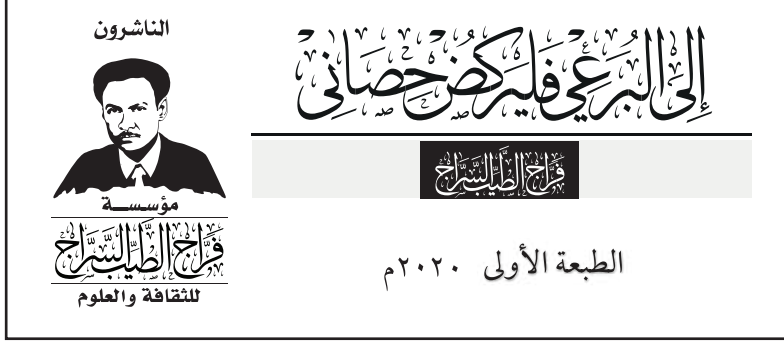 إلى البرعي فليركض حصاني
فراج الطيب السراج
الطبعة الأولى ٢٠٢٠م
الناشرون
مؤسسة
فراج الطيب السراج
للثقافة والعلوم